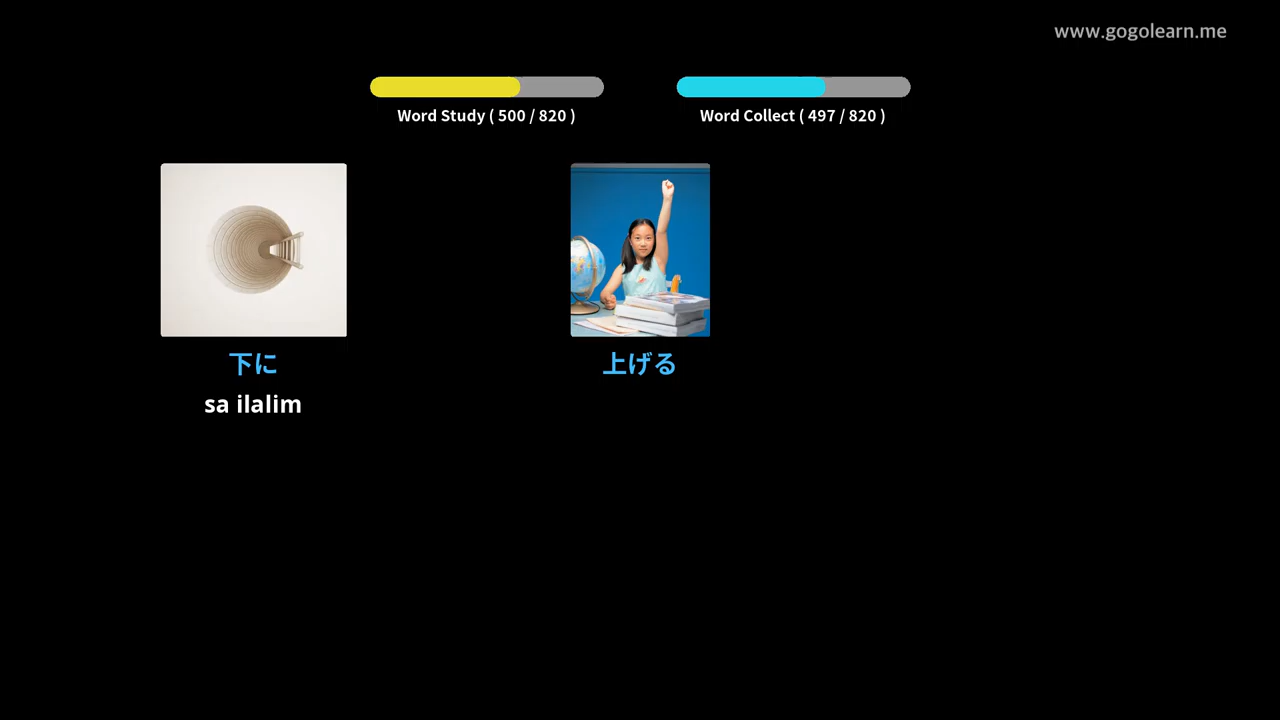 www.gogolearn.me
Word Study ( 500 / 820 )
Word Collect ( 497 / 820 )
下に
上げる
sa ilalim